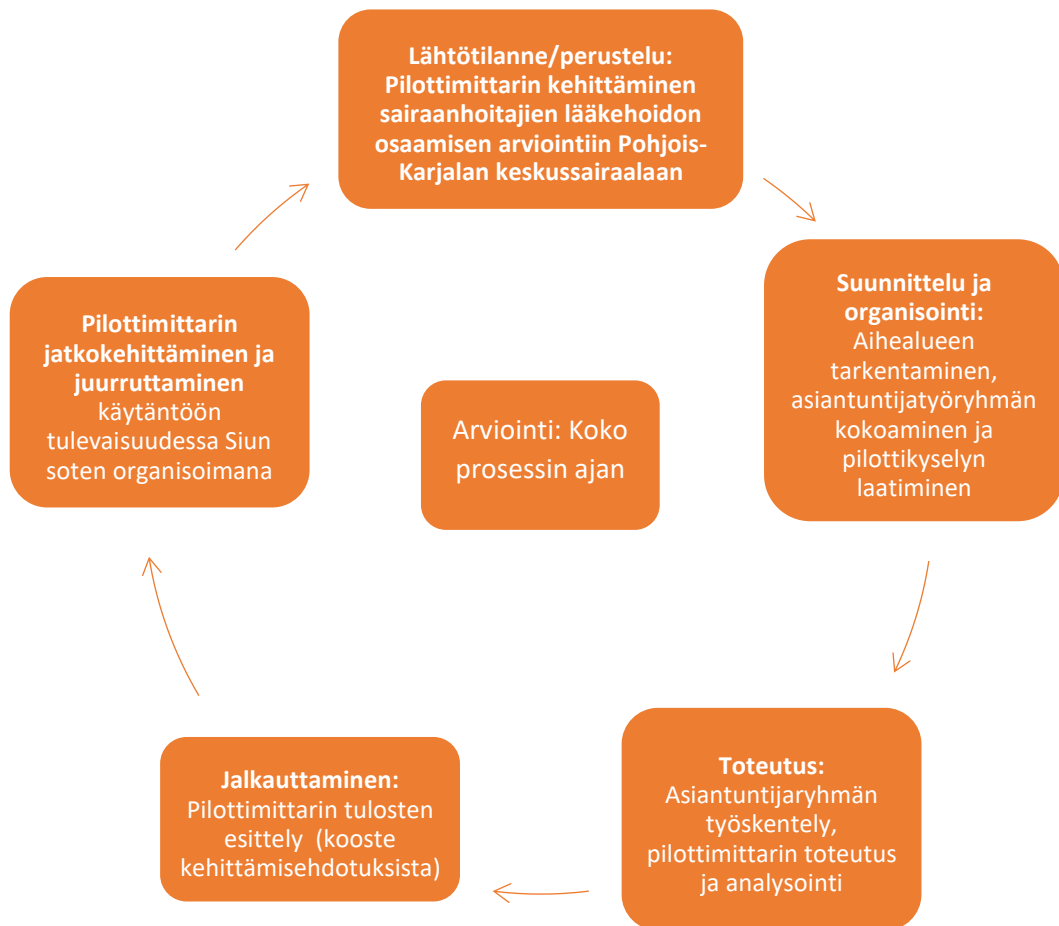 Lähtötilanne/perustelu:
Pilottimittarin kehittäminen
sairaanhoitajien lääkehoidon
osaamisen arviointiin Pohjois-
Karjalan keskussairaalaan
Suunnittelu ja
organisointi:
Aihealueen
tarkentaminen,
asiantuntijatyöryhmän
kokoaminen ja
pilottikyselyn
laatiminen
Toteutus:
Asiantuntijaryhmän
työskentely,
pilottimittarin toteutus
ja analysointi
Jalkauttaminen:
Pilottimittarin tulosten
esittely (kooste
kehittämisehdotuksista)
Pilottimittarin
jatkokehittäminen ja
juurruttaminen
käytäntöön
tulevaisuudessa Siun
soten organisoimana
Arviointi: Koko
prosessin ajan